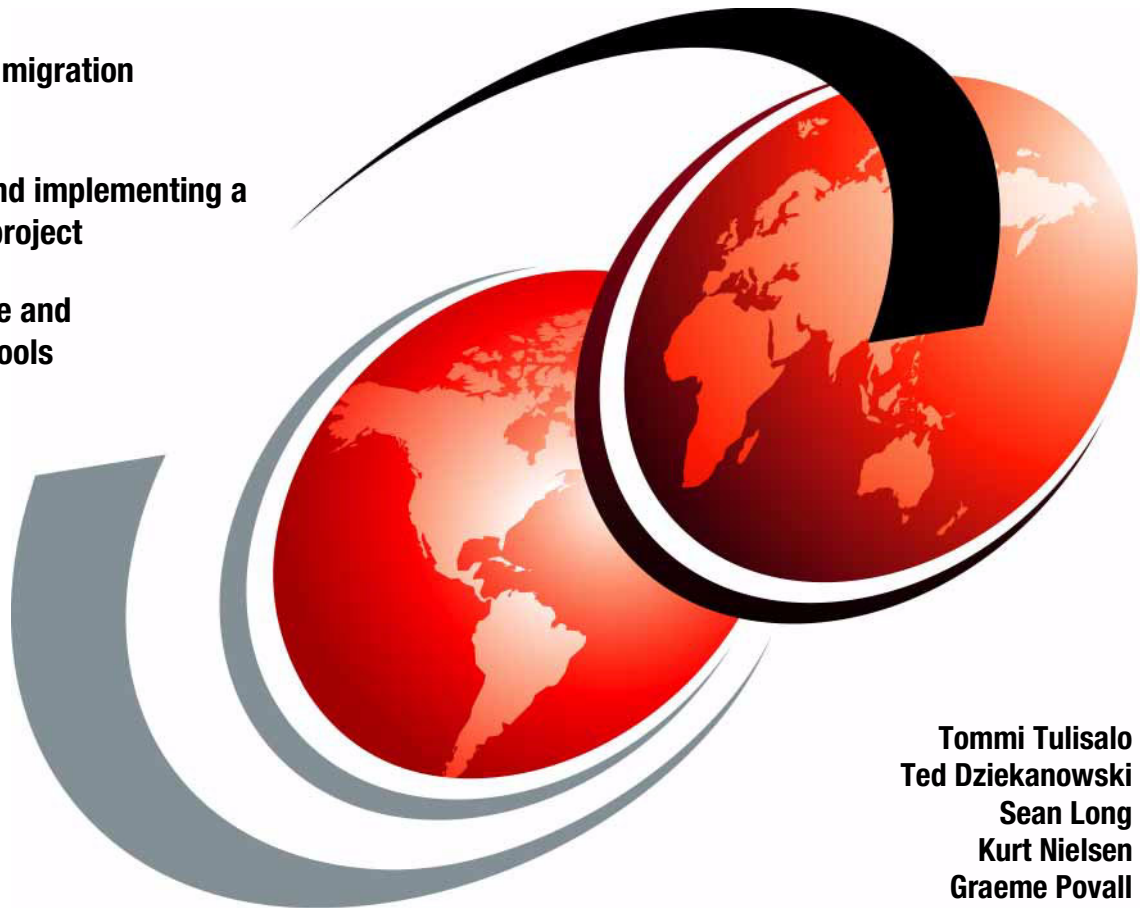 migration
nd implementing a
project
e and
ools
Tommi Tulisalo
Ted Dziekanowski
Sean Long
Kurt Nielsen
Graeme Povall